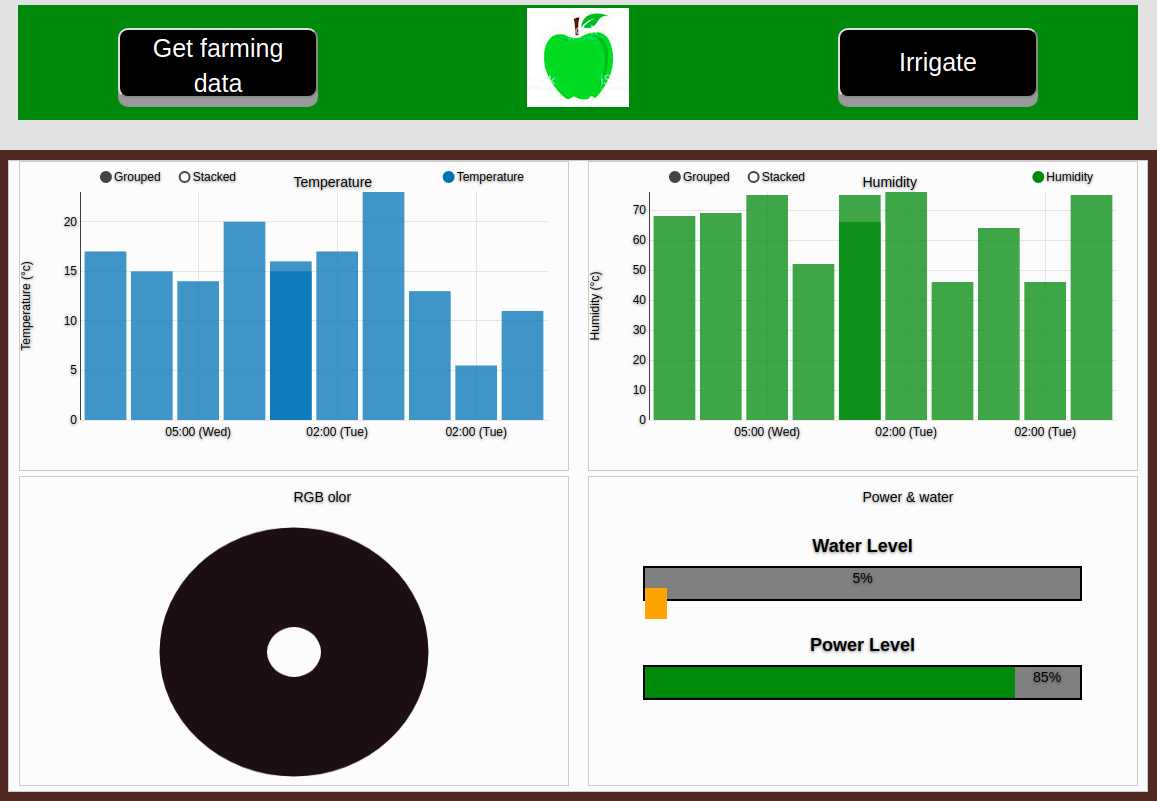 Get farming
data
Irrigate
Grouped Stacked Temperature Temperature
20
15
10
5
0
Temperature (°c)
05:00 (Wed) 02:00 (Tue) 02:00 (Tue)
Grouped Stacked Humidity Humidity
70
60
50
40
30
20
10
0
Humidity (°c)
05:00 (Wed) 02:00 (Tue) 02:00 (Tue)
RGB olor
Power & water
Water Level
5%
Power Level
85%